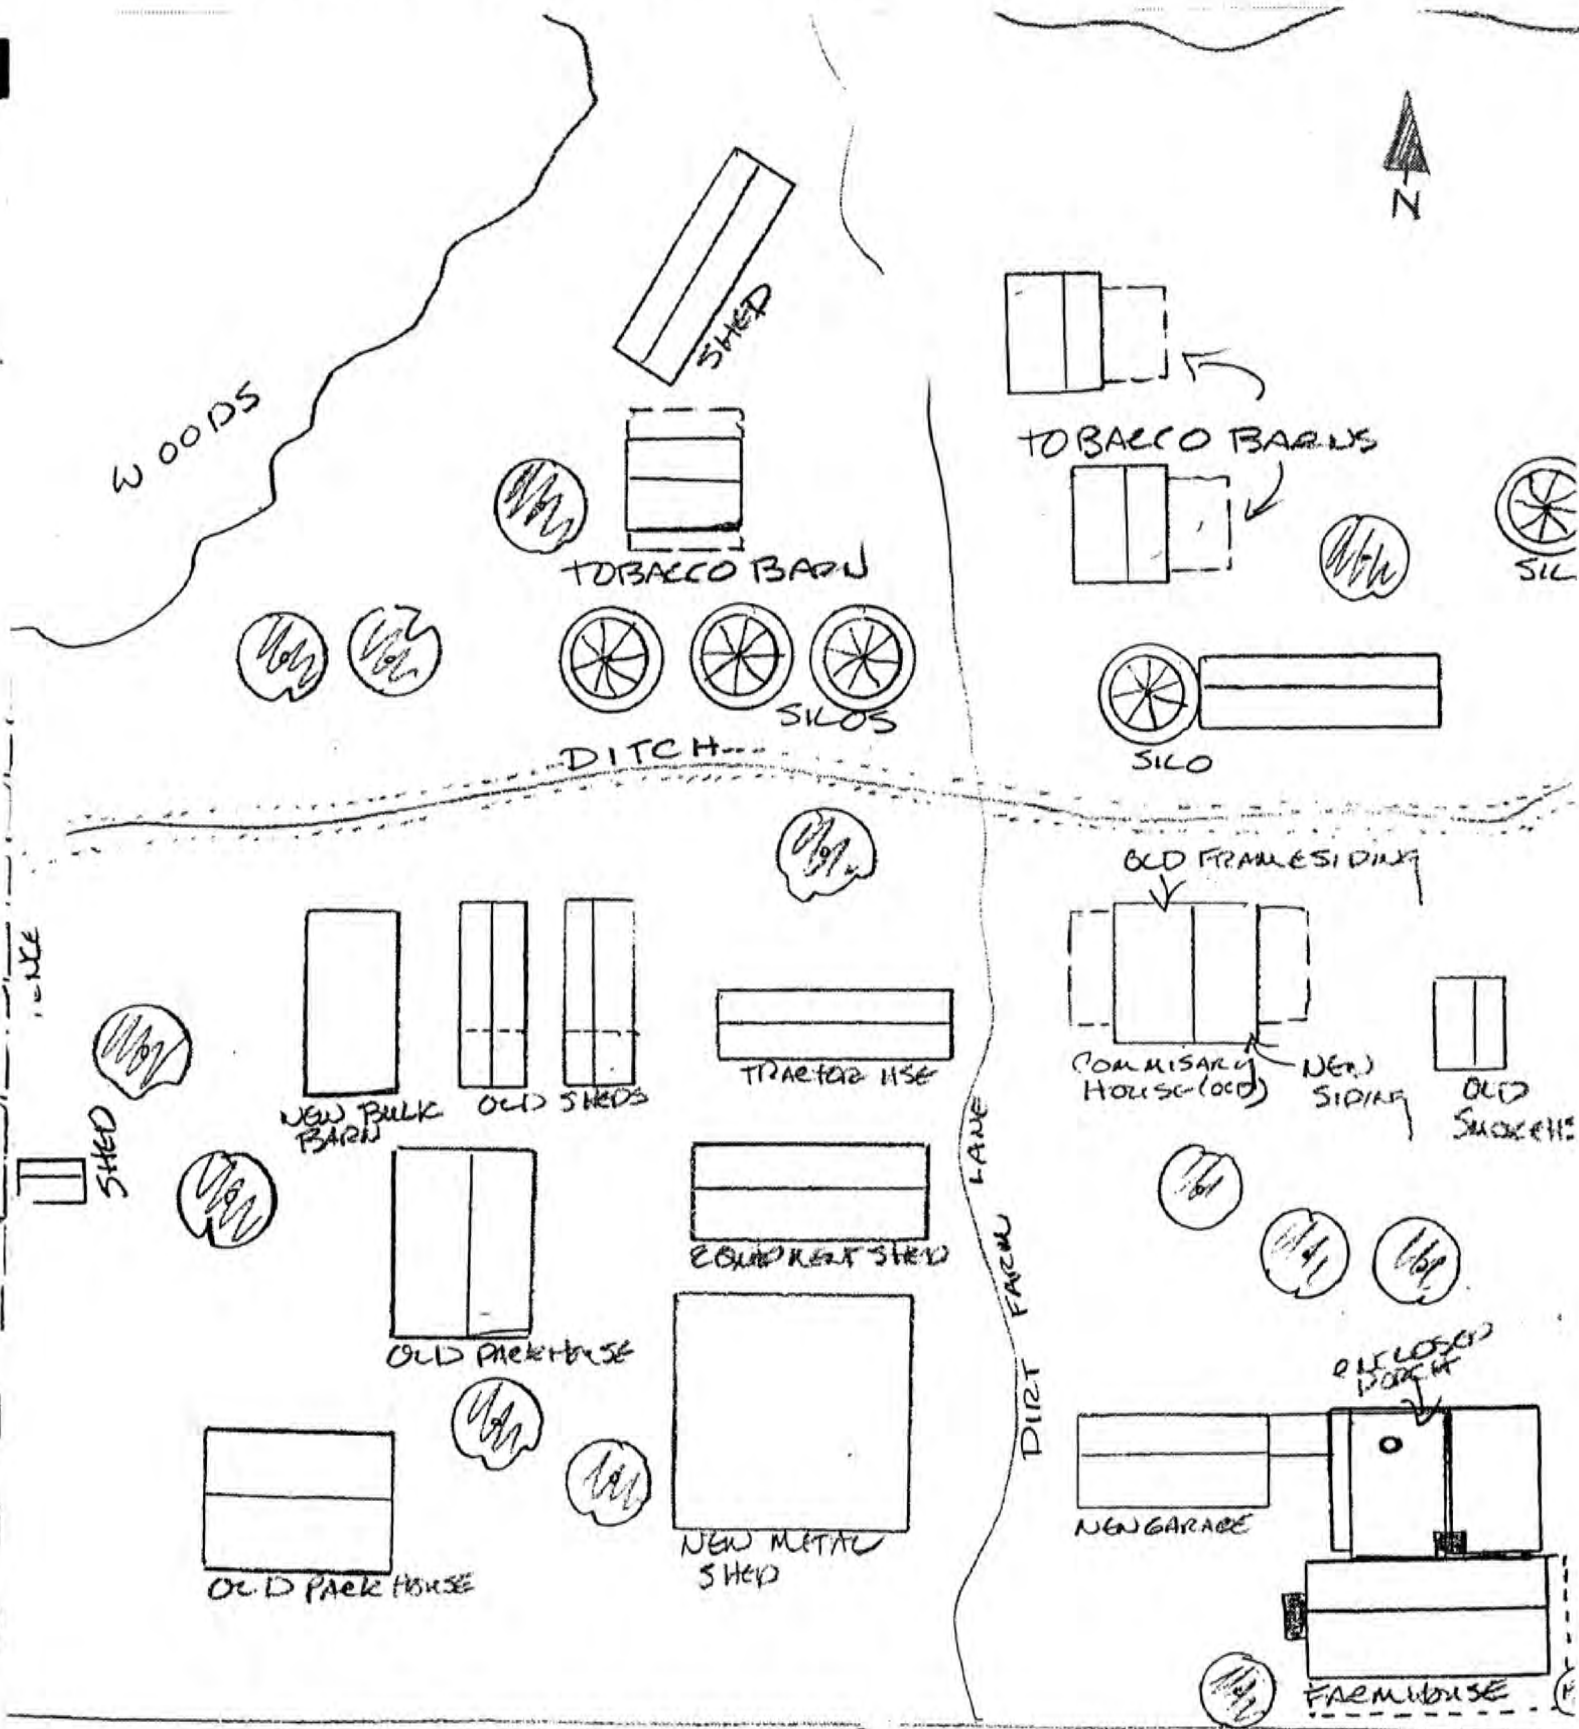 N
SHED
WOODS
TOBACCO BARNS
TOBACCO BARN
SIL
SILOS
DITCH
SILO
OLD FRAME SIDING
TRACTOR HSE
COMMISARY
HOUSE (OLD)
NEW
SIDING
OLD
SMOKEHS
NEW BULK
BARN
OLD SHEDS
SHED
EQUIPMENT SHED
DIRT FARM LANE
OLD PACKHOUSE
ENCLOSED
PORCH
NEW GARAGE
NEW METAL
SHED
OLD PACK HOUSE
FARMHOUSE